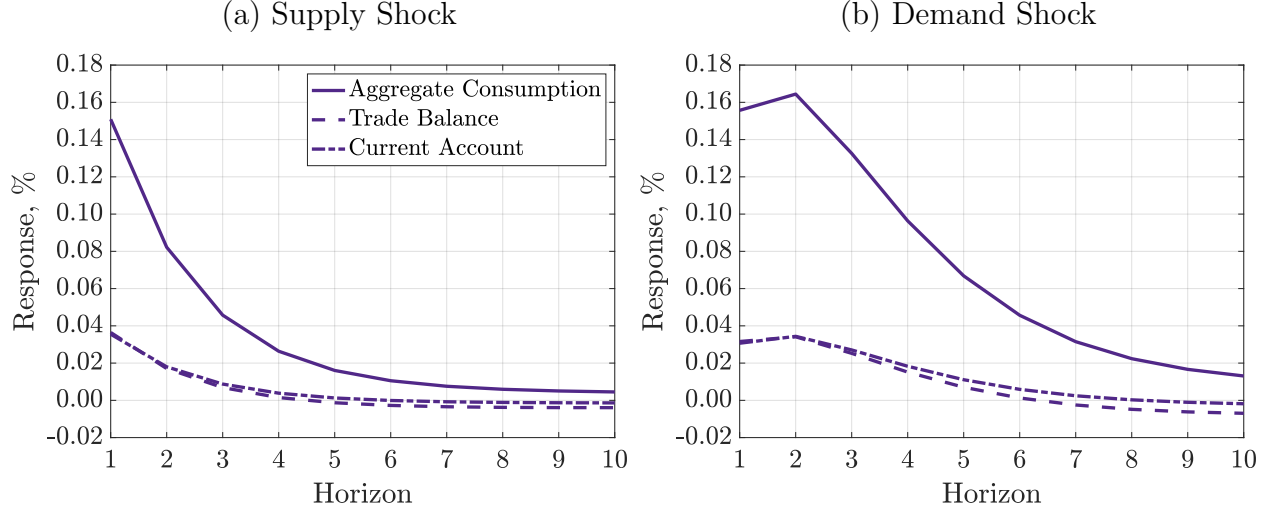 (a) Supply Shock
Response, %
0.18
0.16
0.14
0.12
0.10
0.08
0.06
0.04
0.02
0.00
-0.02
Aggregate Consumption
Trade Balance
Current Account
1 2 3 4 5 6 7 8 9 10
Horizon
(b) Demand Shock
Response, %
0.18
0.16
0.14
0.12
0.10
0.08
0.06
0.04
0.02
0.00
-0.02
1 2 3 4 5 6 7 8 9 10
Horizon